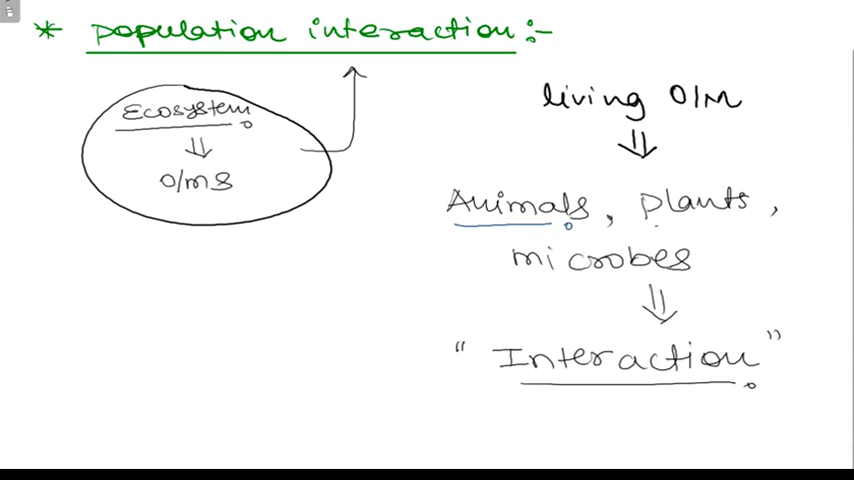 * population interaction :-
Ecosystem
⇓
O/MS
living O/M
⇓
Animals, plants,
microbes
⇓
"Interaction"